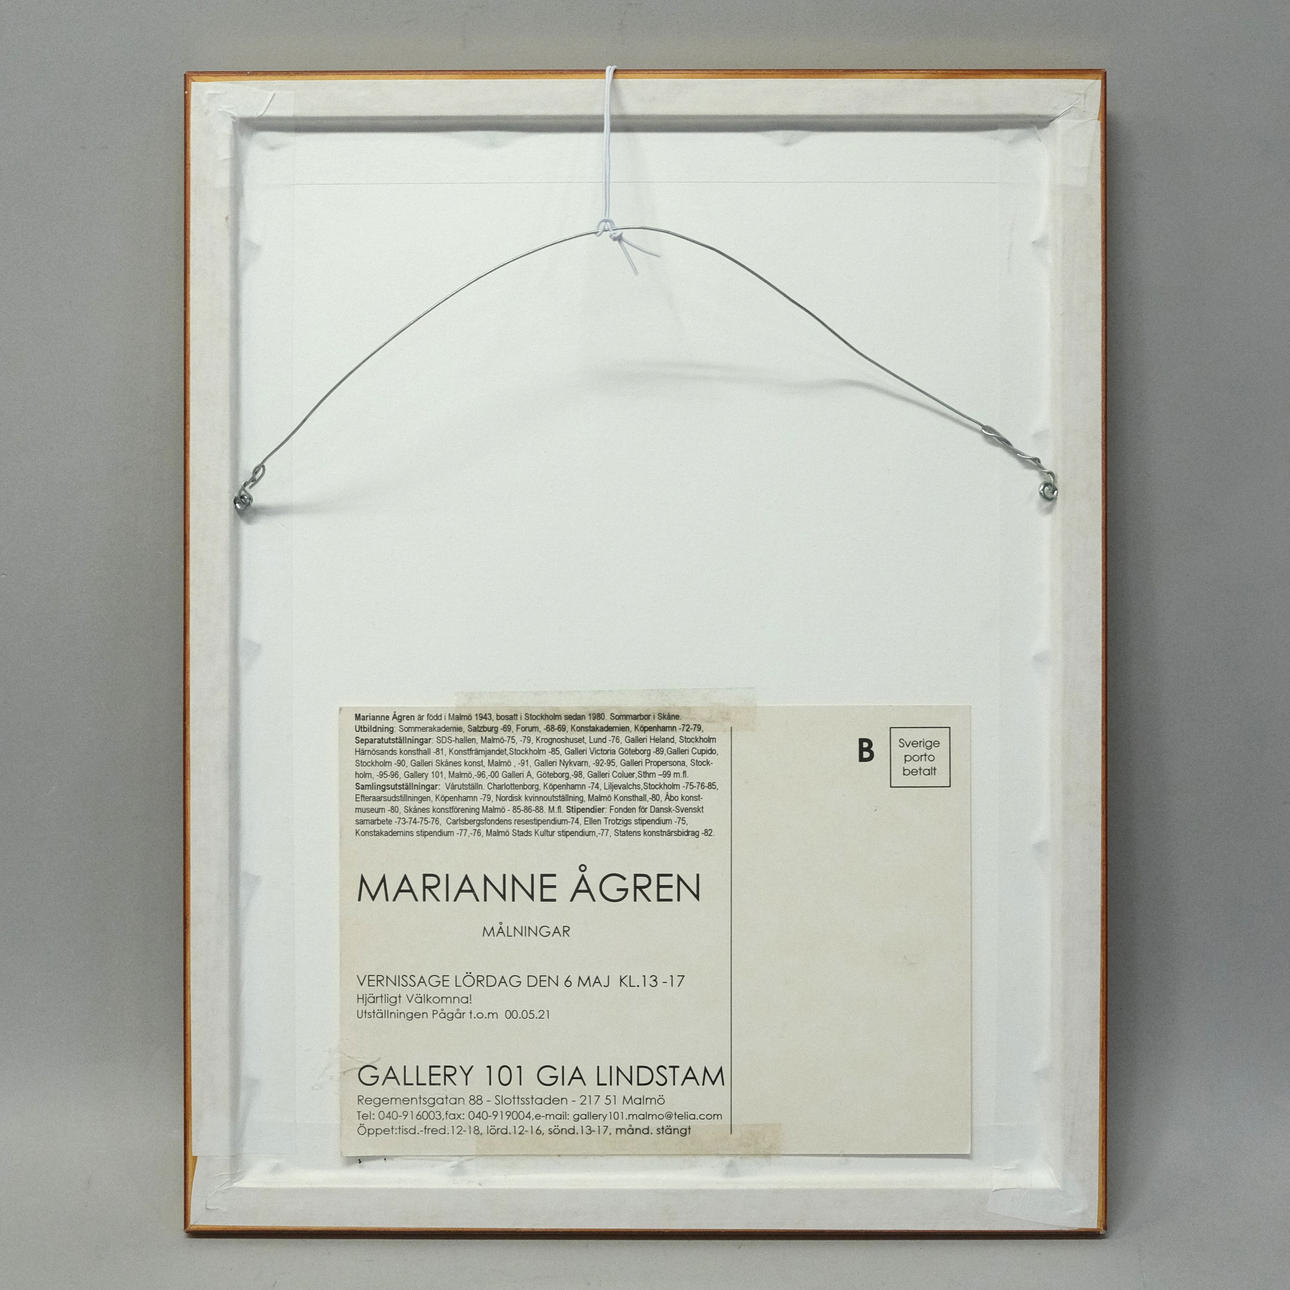 Marianne Ågren är född i Malmö 1943, bosatt i Stockholm sedan 1980. Sommarbor i Skåne.
Utbildning: Sommerakademie, Salzburg -69, Forum, -68-69, Konstakademien, Köpenhamn -72-79,
Separatutställningar: SDS-hallen, Malmö-75, -79, Krognoshuset, Lund -76, Galleri Heland, Stockholm
Härnösands konsthall -81, Konstfrämjandet,Stockholm -85, Galleri Victoria Göteborg -89,Galleri Cupido,
Stockholm -90, Galleri Skånes konst, Malmö , -91, Galleri Nykvarn, -92-95, Galleri Propersona, Stock-
holm, -95-96, Gallery 101, Malmö,-96,-00 Galleri A, Göteborg,-98, Galleri Coluer,Sthm –99 m.fl.
Samlingsutställningar: Vårutställn. Charlottenborg, Köpenhamn -74, Liljevalchs,Stockholm -75-76-85,
Efteraarsudstillingen, Köpenhamn -79, Nordisk kvinnoutställning, Malmö Konsthall,-80, Åbo konst-
museum -80, Skånes konstförening Malmö - 85-86-88. M.fl. Stipendier: Fonden för Dansk-Svenskt
samarbete -73-74-75-76, Carlsbergsfondens resestipendium-74, Ellen Trotzigs stipendium -75,
Konstakademins stipendium -77,-76, Malmö Stads Kultur stipendium,-77, Statens konstnärsbidrag -82.
MARIANNE ÅGREN
MÅLNINGAR
VERNISSAGE LÖRDAG DEN 6 MAJ KL.13 -17
Hjärtligt Välkomna!
Utställningen Pågår t.o.m 00.05.21
GALLERY 101 GIA LINDSTAM
Regementsgatan 88 - Slottsstaden - 217 51 Malmö
Tel: 040-916003,fax: 040-919004,e-mail: gallery101.malmo@telia.com
Öppet:tisd.-fred.12-18, lörd.12-16, sönd.13-17, månd. stängt
B
Sverige
porto
betalt